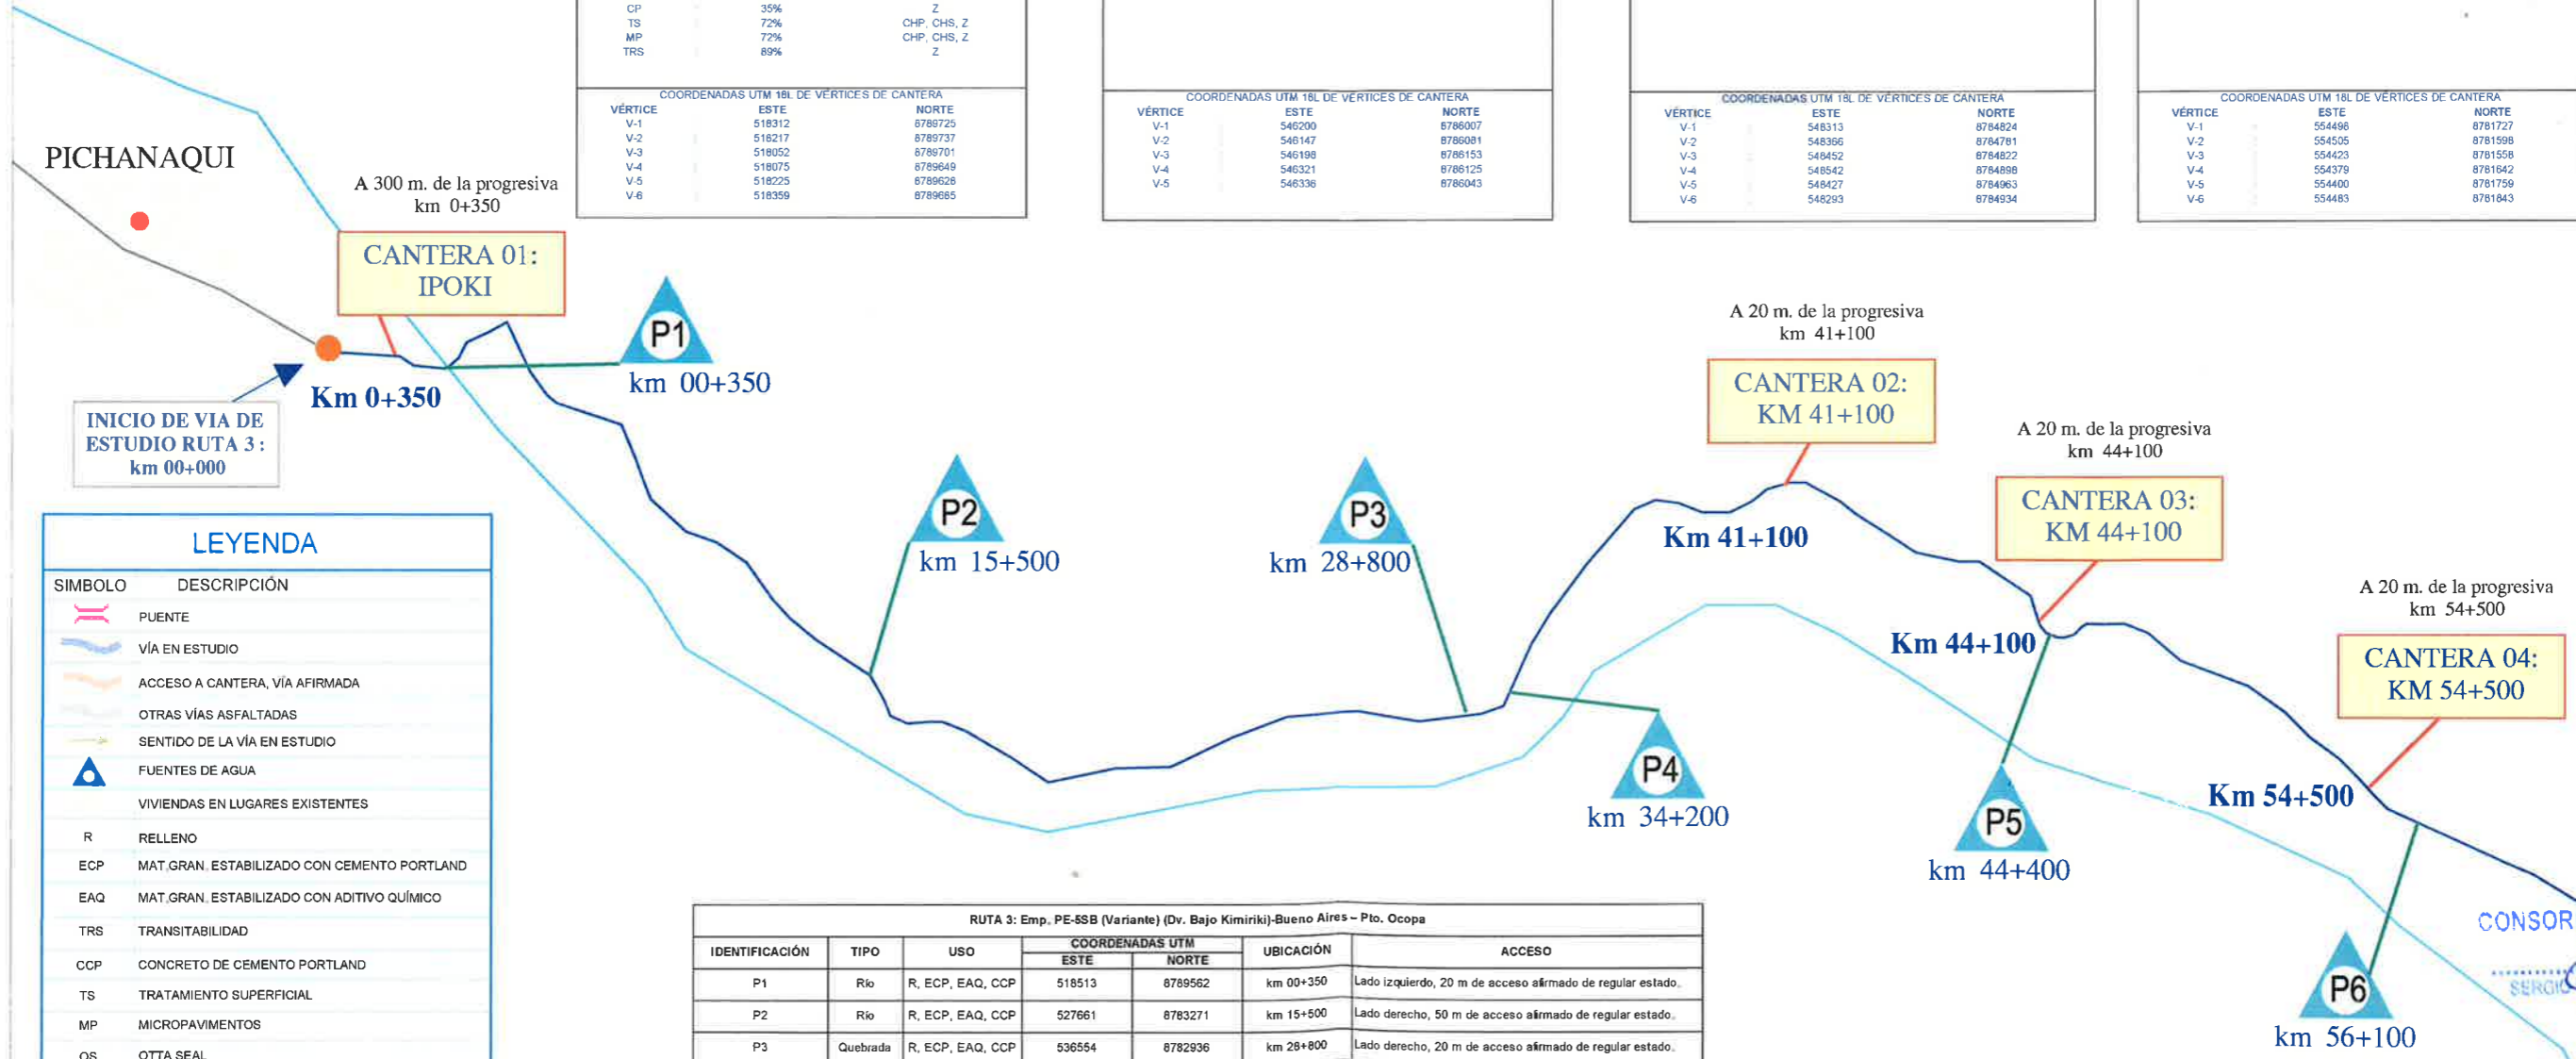 CP 35% Z
TS 72% CHP, CHS, Z
MP 72% CHP, CHS, Z
TRS 89% Z
COORDENADAS UTM 18L DE VÉRTICES DE CANTERA
VÉRTICE ESTE NORTE
V-1 518312 8789725
V-2 518217 8789737
V-3 518052 8789701
V-4 518075 8789649
V-5 518225 8789628
V-6 518359 8789665
COORDENADAS UTM 18L DE VÉRTICES DE CANTERA
VÉRTICE ESTE NORTE
V-1 546200 8786007
V-2 546147 8786081
V-3 546198 8786153
V-4 546321 8786125
V-5 546336 8786043
COORDENADAS UTM 18L DE VÉRTICES DE CANTERA
VÉRTICE ESTE NORTE
V-1 548313 8784824
V-2 548366 8784781
V-3 548452 8784822
V-4 548542 8784898
V-5 548427 8784963
V-6 548293 8784934
COORDENADAS UTM 18L DE VÉRTICES DE CANTERA
VÉRTICE ESTE NORTE
V-1 554496 8781727
V-2 554505 8781598
V-3 554423 8781558
V-4 554379 8781642
V-5 554400 8781759
V-6 554483 8781843
PICHANAQUI
A 300 m. de la progresiva
km 0+350
CANTERA 01:
IPOKI
P1
km 00+350
Km 0+350
INICIO DE VIA DE
ESTUDIO RUTA 3 :
km 00+000
A 20 m. de la progresiva
km 41+100
CANTERA 02:
KM 41+100
Km 41+100
A 20 m. de la progresiva
km 44+100
CANTERA 03:
KM 44+100
Km 44+100
A 20 m. de la progresiva
km 54+500
CANTERA 04:
KM 54+500
Km 54+500
P2
km 15+500
P3
km 28+800
P4
km 34+200
P5
km 44+400
P6
km 56+100
LEYENDA
SIMBOLO DESCRIPCIÓN
PUENTE
VÍA EN ESTUDIO
ACCESO A CANTERA, VÍA AFIRMADA
OTRAS VÍAS ASFALTADAS
SENTIDO DE LA VÍA EN ESTUDIO
FUENTES DE AGUA
VIVIENDAS EN LUGARES EXISTENTES
R RELLENO
ECP MAT.GRAN. ESTABILIZADO CON CEMENTO PORTLAND
EAQ MAT.GRAN. ESTABILIZADO CON ADITIVO QUÍMICO
TRS TRANSITABILIDAD
CCP CONCRETO DE CEMENTO PORTLAND
TS TRATAMIENTO SUPERFICIAL
MP MICROPAVIMENTOS
OS OTTA SEAL
RUTA 3: Emp. PE-5SB (Variante) (Dv. Bajo Kimiriki)-Bueno Aires – Pto. Ocopa
IDENTIFICACIÓN TIPO USO COORDENADAS UTM UBICACIÓN ACCESO
ESTE NORTE
P1 Río R, ECP, EAQ, CCP 518513 8789562 km 00+350 Lado izquierdo, 20 m de acceso afirmado de regular estado.
P2 Río R, ECP, EAQ, CCP 527661 8783271 km 15+500 Lado derecho, 50 m de acceso afirmado de regular estado.
P3 Quebrada R, ECP, EAQ, CCP 536554 8782936 km 28+800 Lado derecho, 20 m de acceso afirmado de regular estado.
CONSOR
SERGIO